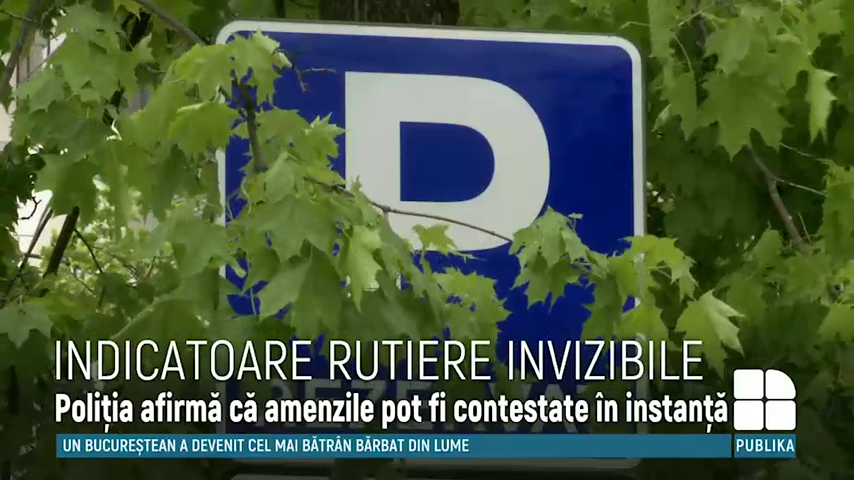 P
INDICATOARE RUTIERE INVIZIBILE
REZERVAT
Poliția afirmă că amenzile pot fi contestate în instanță
UN BUCUREȘTEAN A DEVENIT CEL MAI BĂTRÂN BĂRBAT DIN LUME
PUBLIKA